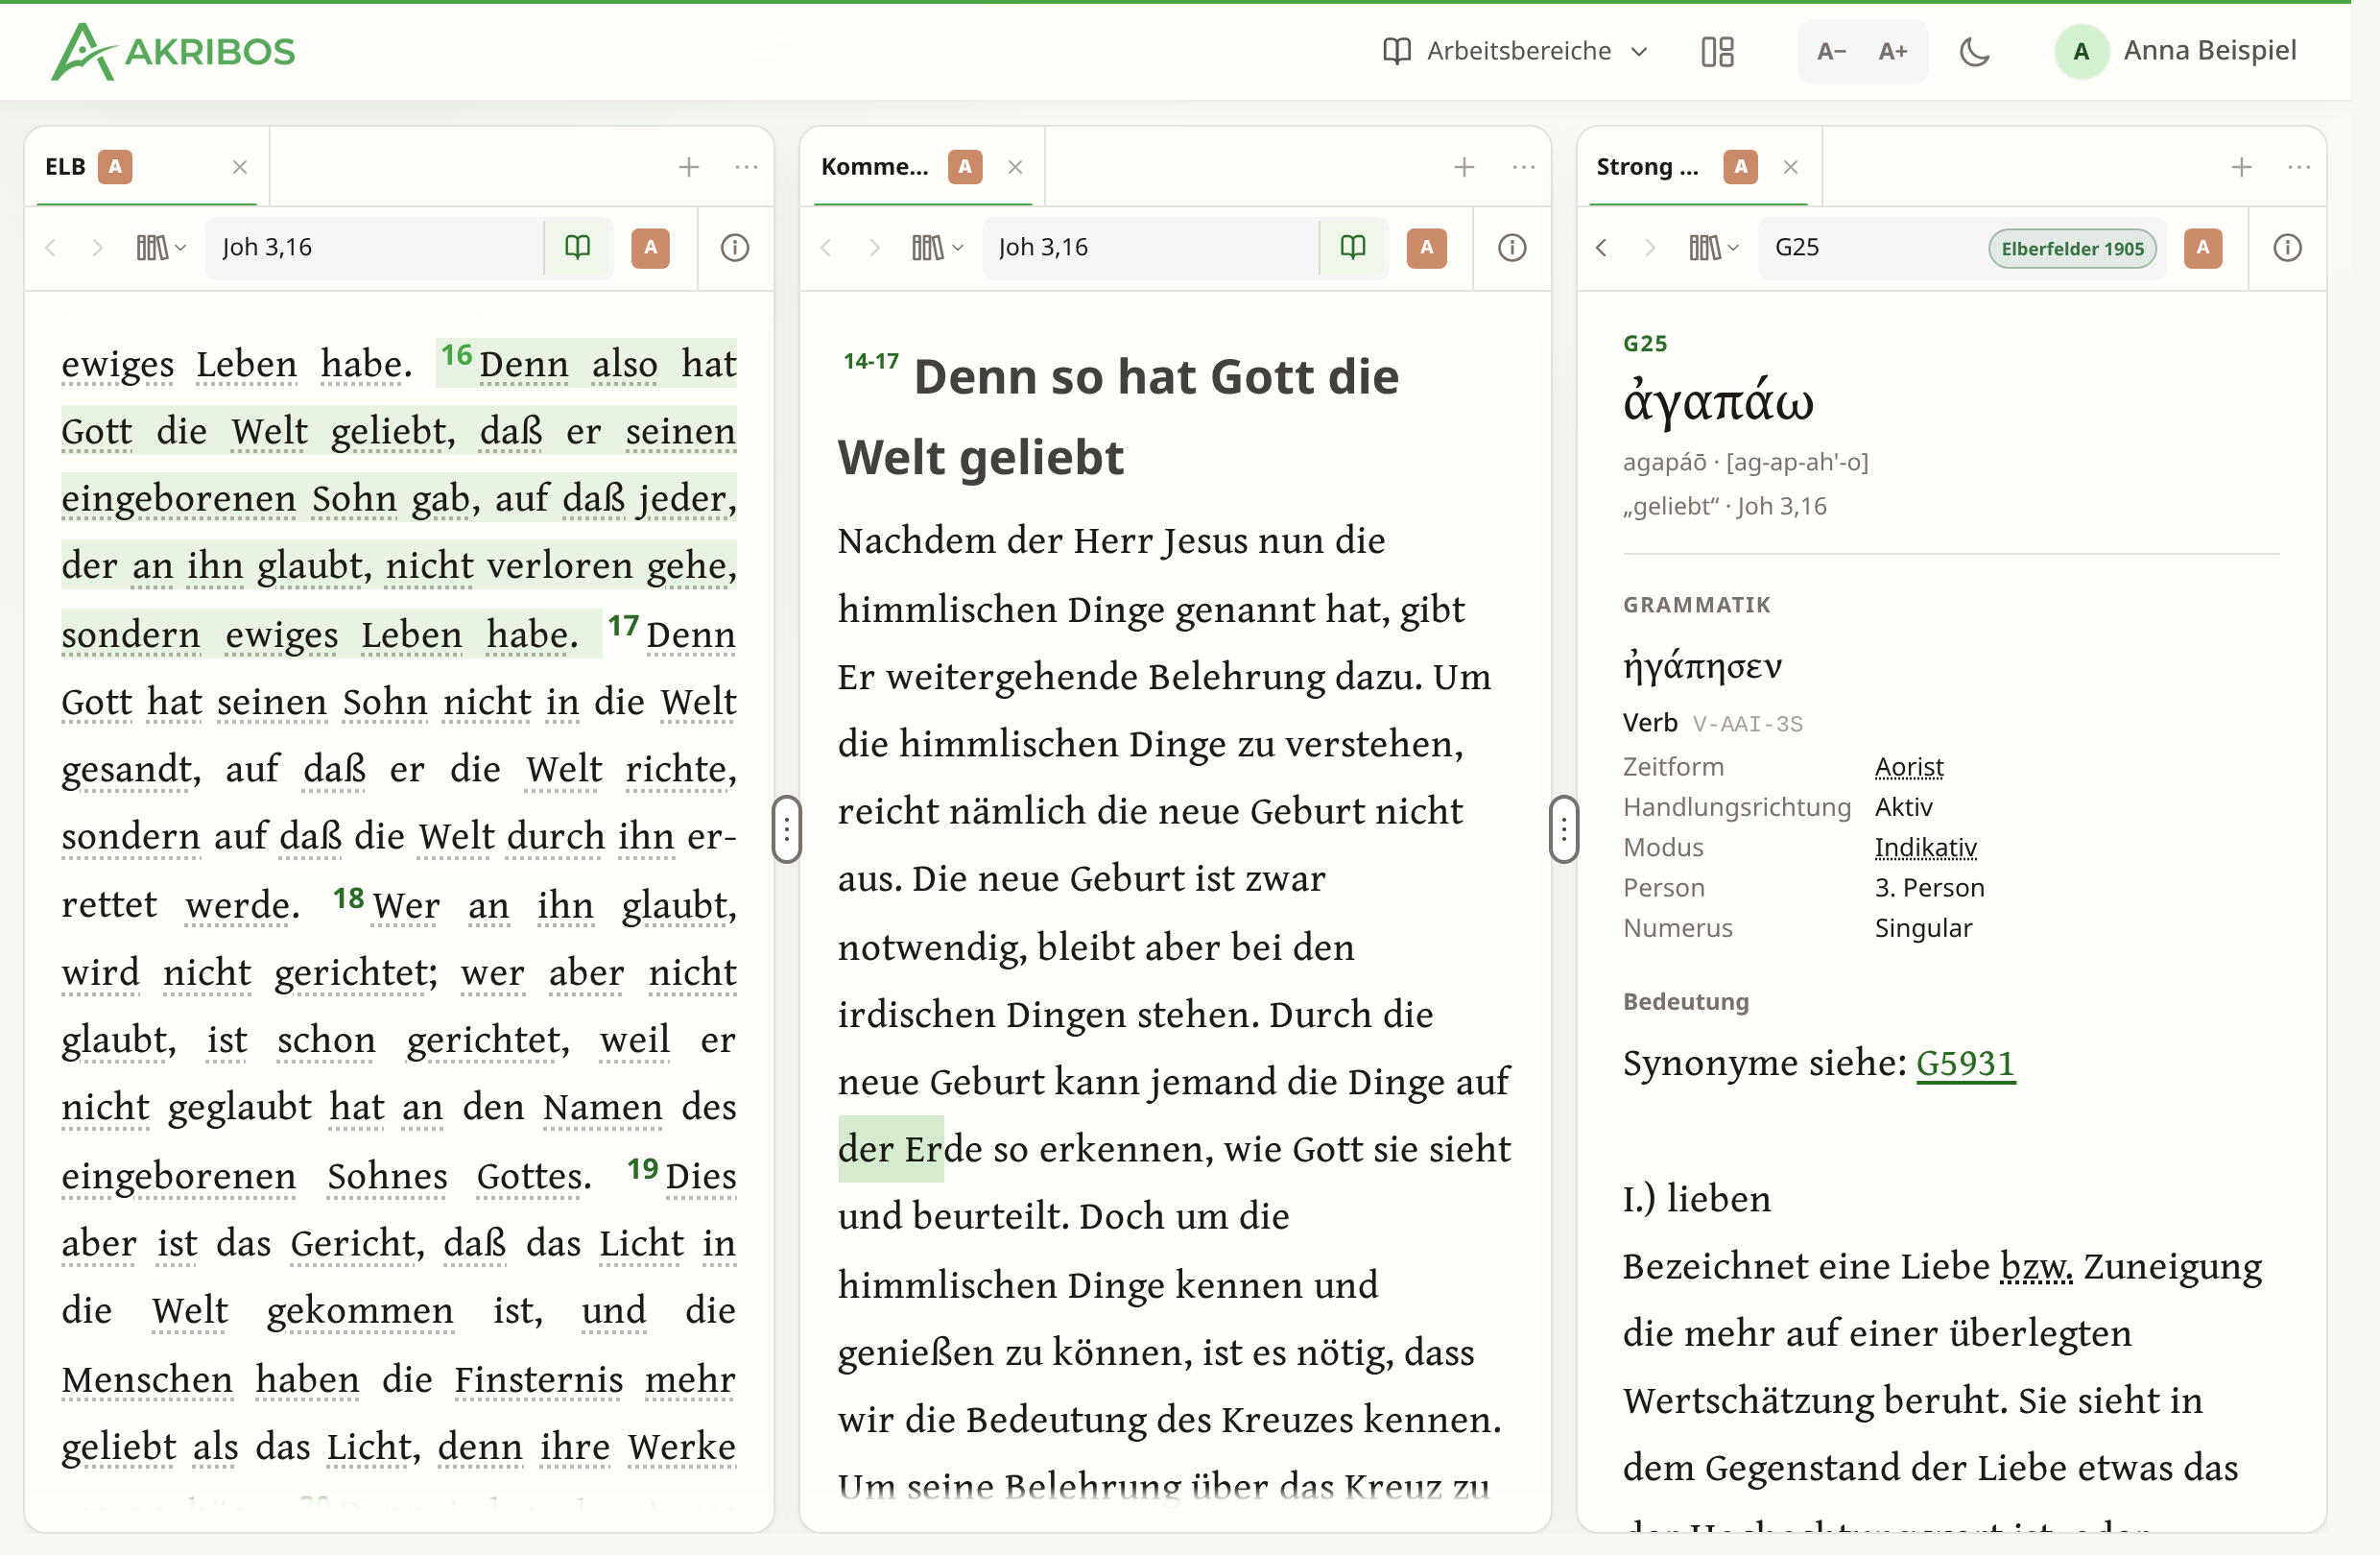 AKRIBOS
Arbeitsbereiche
A− A+
A Anna Beispiel
ELB A
Joh 3,16 A
ewiges Leben habe. 16 Denn also hat
Gott die Welt geliebt, daß er seinen
eingeborenen Sohn gab, auf daß jeder,
der an ihn glaubt, nicht verloren gehe,
sondern ewiges Leben habe. 17 Denn
Gott hat seinen Sohn nicht in die Welt
gesandt, auf daß er die Welt richte,
sondern auf daß die Welt durch ihn er-
rettet werde. 18 Wer an ihn glaubt,
wird nicht gerichtet; wer aber nicht
glaubt, ist schon gerichtet, weil er
nicht geglaubt hat an den Namen des
eingeborenen Sohnes Gottes. 19 Dies
aber ist das Gericht, daß das Licht in
die Welt gekommen ist, und die
Menschen haben die Finsternis mehr
geliebt als das Licht, denn ihre Werke
Komme... A
Joh 3,16 A
14-17 Denn so hat Gott die
Welt geliebt
Nachdem der Herr Jesus nun die
himmlischen Dinge genannt hat, gibt
Er weitergehende Belehrung dazu. Um
die himmlischen Dinge zu verstehen,
reicht nämlich die neue Geburt nicht
aus. Die neue Geburt ist zwar
notwendig, bleibt aber bei den
irdischen Dingen stehen. Durch die
neue Geburt kann jemand die Dinge auf
der Erde so erkennen, wie Gott sie sieht
und beurteilt. Doch um die
himmlischen Dinge kennen und
genießen zu können, ist es nötig, dass
wir die Bedeutung des Kreuzes kennen.
Um seine Belehrung über das Kreuz zu
Strong ... A
G25 Elberfelder 1905 A
G25
ἀγαπάω
agapáō · [ag-ap-ah'-o]
„geliebt“ · Joh 3,16
GRAMMATIK
ἠγάπησεν
Verb V-AAI-3S
Zeitform Aorist
Handlungsrichtung Aktiv
Modus Indikativ
Person 3. Person
Numerus Singular
Bedeutung
Synonyme siehe: G5931
I.) lieben
Bezeichnet eine Liebe bzw. Zuneigung
die mehr auf einer überlegten
Wertschätzung beruht. Sie sieht in
dem Gegenstand der Liebe etwas das